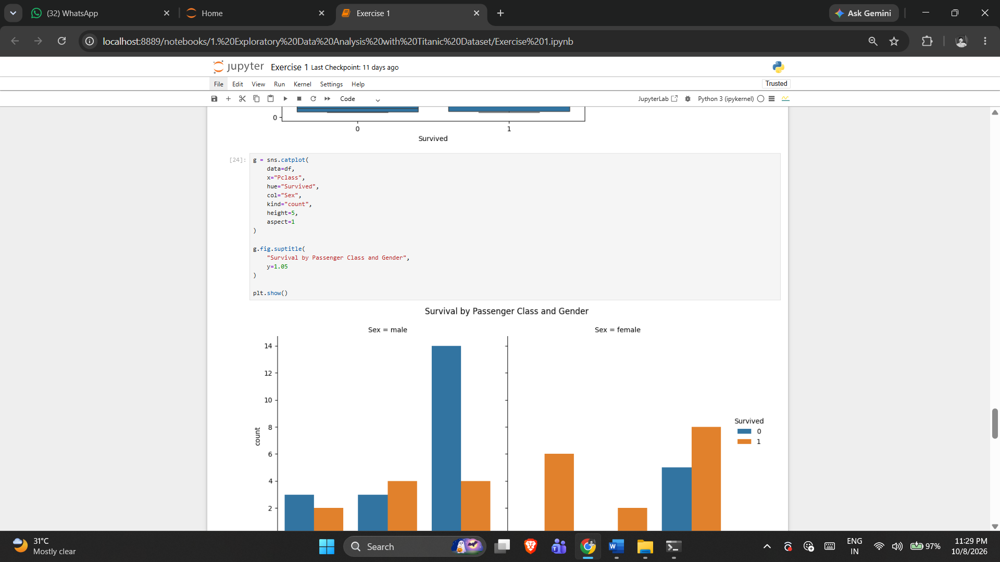 (32) WhatsApp
Home
Exercise 1
Ask Gemini
localhost:8889/notebooks/1.%20Exploratory%20Data%20Analysis%20with%20Titanic%20Dataset/Exercise%201.ipynb
jupyter Exercise 1 Last Checkpoint: 11 days ago
File Edit View Run Kernel Settings Help
Trusted
Code
JupyterLab
Python 3 (ipykernel)
0
0 1
Survived
[24]:
g = sns.catplot(
    data=df,
    x="Pclass",
    hue="Survived",
    col="Sex",
    kind="count",
    height=5,
    aspect=1
)
g.fig.suptitle(
    "Survival by Passenger Class and Gender",
    y=1.05
)
plt.show()
Survival by Passenger Class and Gender
Sex = male
Sex = female
14
12
10
8
6
4
2
count
Survived
0
1
31°C
Mostly clear
Search
ENG
IN
97%
11:29 PM
10/8/2026